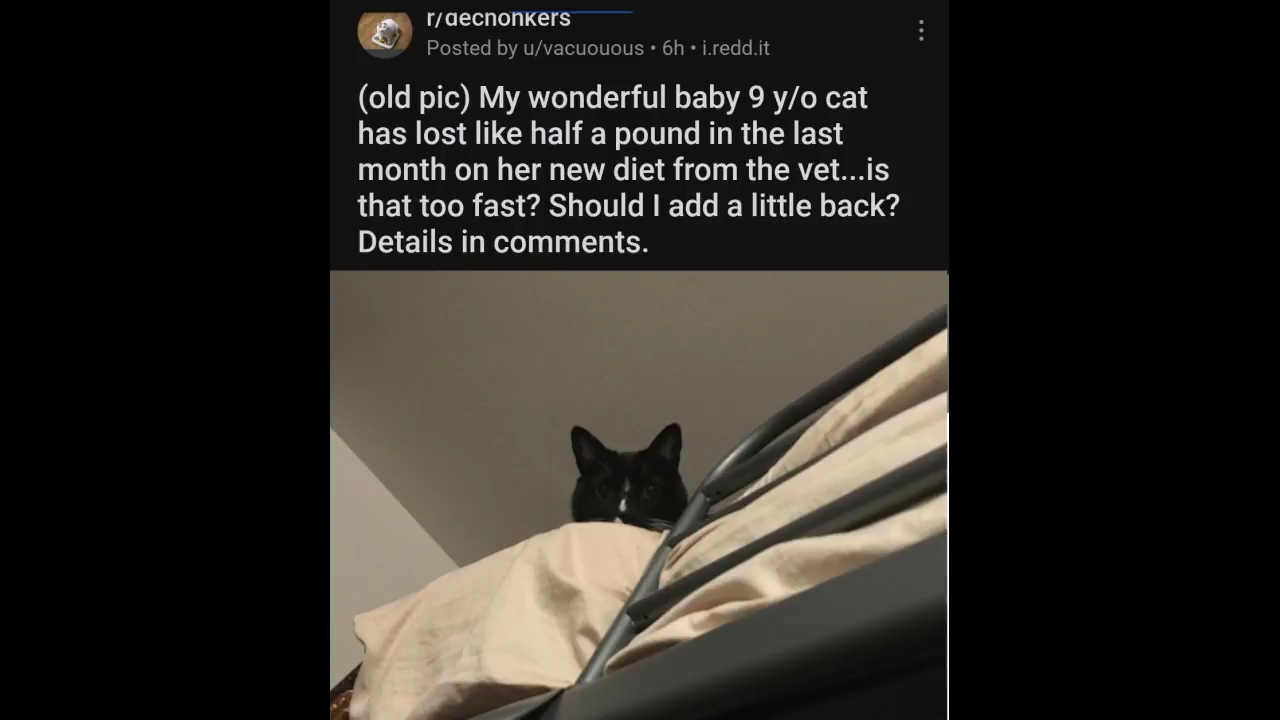 r/dechonkers
Posted by u/vacuouous • 6h • i.redd.it
(old pic) My wonderful baby 9 y/o cat
has lost like half a pound in the last
month on her new diet from the vet...is
that too fast? Should I add a little back?
Details in comments.